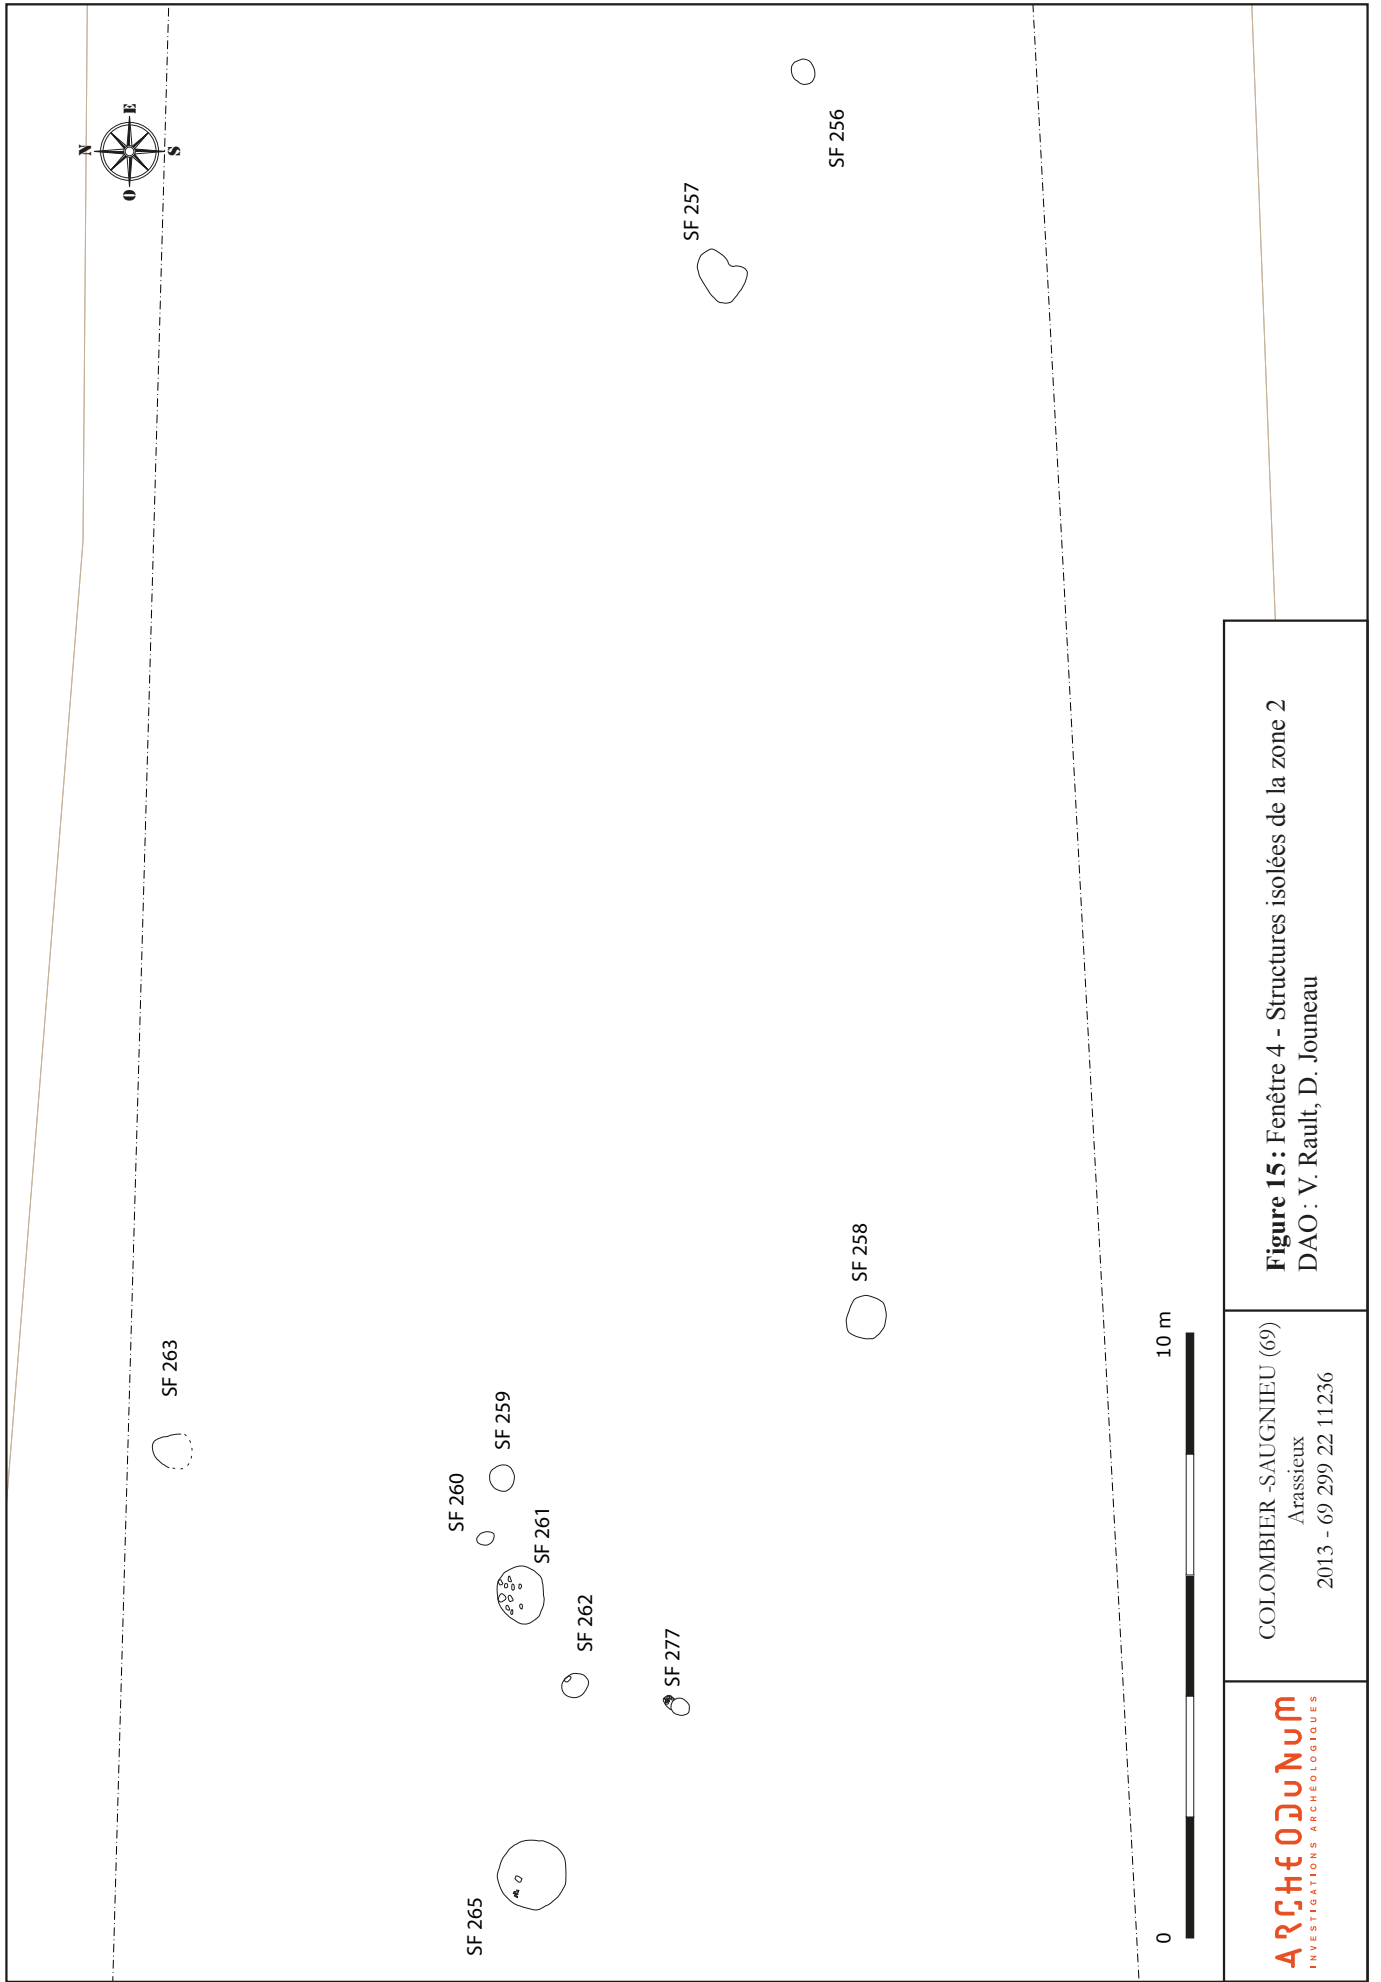 N
O
E
S
SF 256
SF 257
SF 258
SF 263
SF 259
SF 260
SF 261
SF 262
SF 277
SF 265
0
10 m
ARCHEODUNUM
INVESTIGATIONS ARCHÉOLOGIQUES
COLOMBIER -SAUGNIEU (69)
Arassieux
2013 - 69 299 22 11236
Figure 15 : Fenêtre 4 - Structures isolées de la zone 2
DAO : V. Rault, D. Jouneau